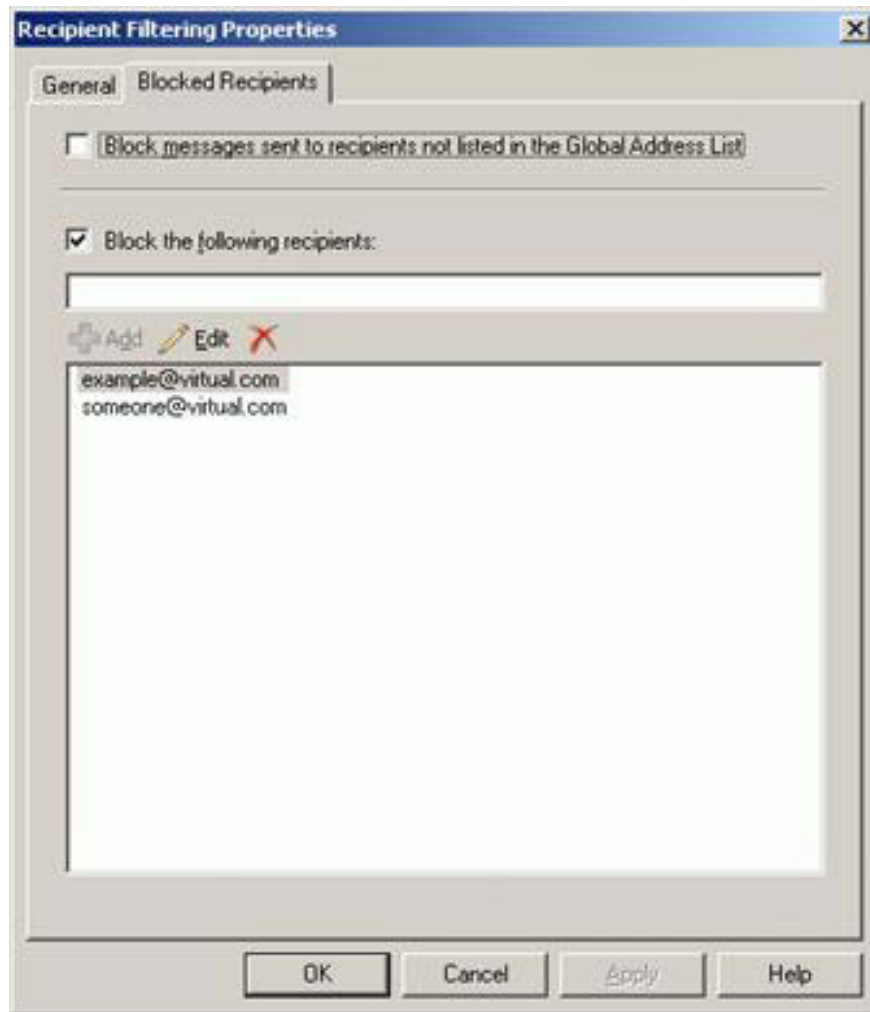 Recipient Filtering Properties
General Blocked Recipients
Block messages sent to recipients not listed in the Global Address List
Block the following recipients:
Add Edit
example@virtual.com
someone@virtual.com
OK Cancel Apply Help